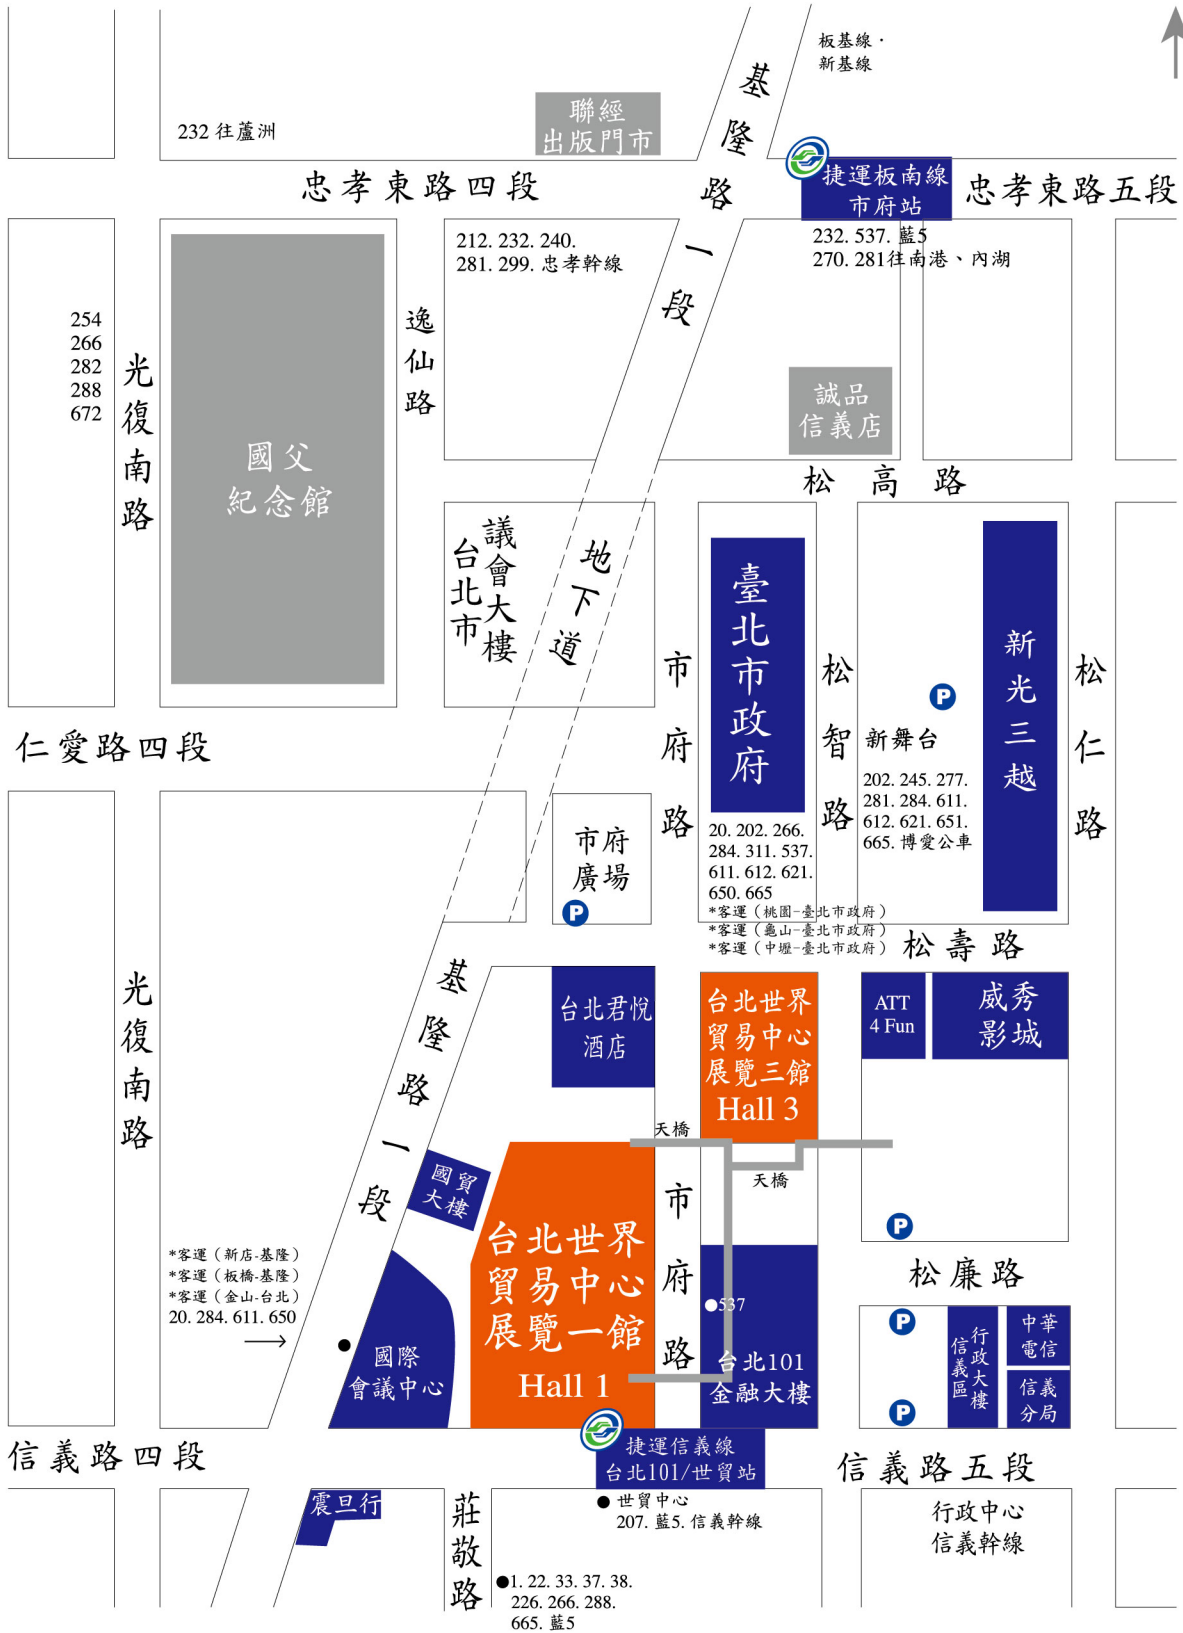 板基線·
新基線
基隆路一段
聯經
出版門市
232 往蘆洲
忠孝東路四段
捷運板南線
市府站
忠孝東路五段
212. 232. 240.
281. 299. 忠孝幹線
232. 537. 藍5
270. 281往南港、內湖
254
266
282
288
672
光復南路
國父
紀念館
逸仙路
誠品
信義店
松高路
台北市
議會大樓
地下道
市府路
臺北市政府
松智路
P
新舞台
202. 245. 277.
281. 284. 611.
612. 621. 651.
665. 博愛公車
新光三越
松仁路
仁愛路四段
市府
廣場
P
20. 202. 266.
284. 311. 537.
611. 612. 621.
650. 665
*客運（桃園-臺北市政府）
*客運（龜山-臺北市政府）
*客運（中壢-臺北市政府）
松壽路
光復南路
基隆路一段
台北君悅
酒店
台北世界
貿易中心
展覽三館
Hall 3
ATT
4 Fun
威秀
影城
天橋
天橋
國貿
大樓
台北世界
貿易中心
展覽一館
Hall 1
市府路
P
松廉路
*客運（新店-基隆）
*客運（板橋-基隆）
*客運（金山-台北）
20. 284. 611. 650
國際
會議中心
537
台北101
金融大樓
P
P
信義區
行政大樓
中華
電信
信義
分局
信義路四段
捷運信義線
台北101/世貿站
信義路五段
震旦行
莊敬路
世貿中心
207. 藍5. 信義幹線
行政中心
信義幹線
1. 22. 33. 37. 38.
226. 266. 288.
665. 藍5